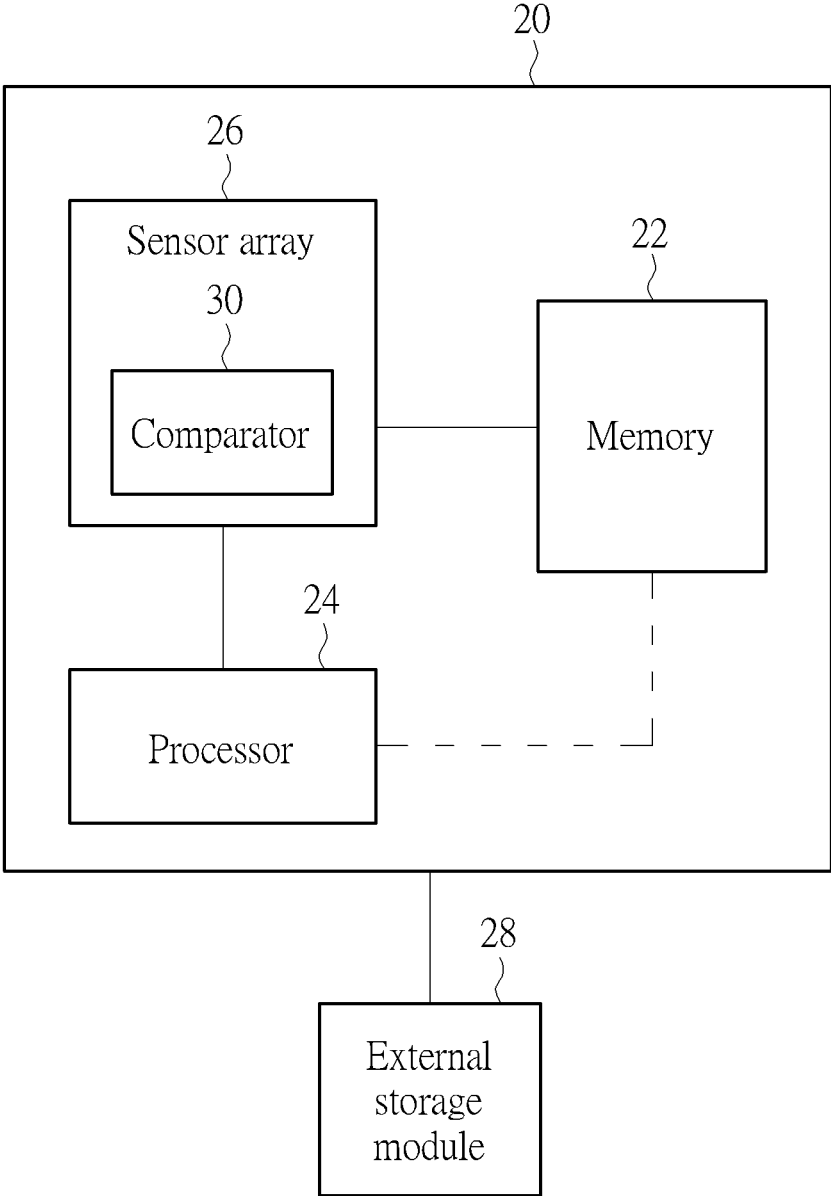 20
26
Sensor array
22
30
Comparator
Memory
24
Processor
28
External
storage
module